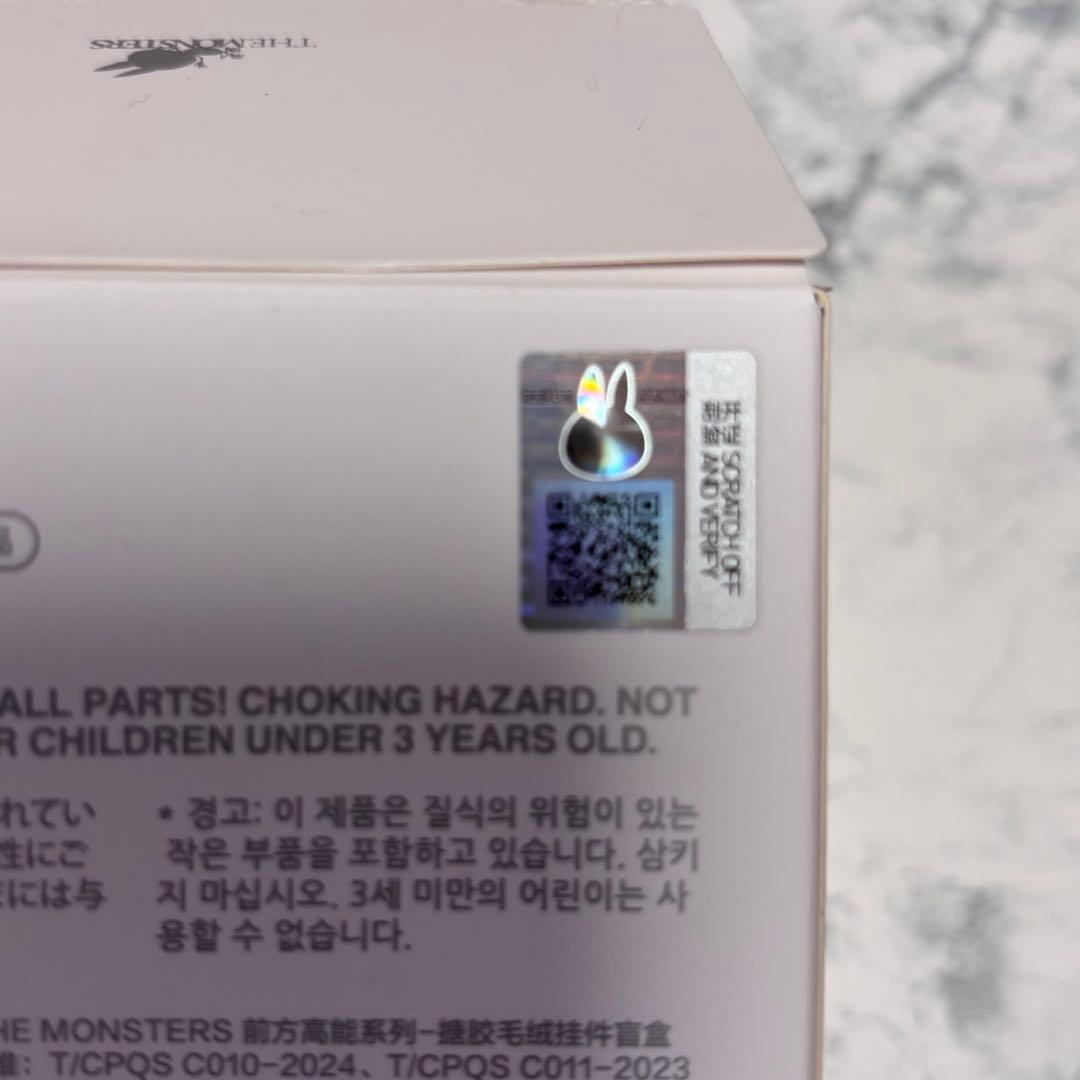 THE MONSTERS
开 SCRATCH OFF
AND VERIFY
品
ALL PARTS! CHOKING HAZARD. NOT
R CHILDREN UNDER 3 YEARS OLD.
れてい
性にご
には与
* 경고: 이 제품은 질식의 위험이 있는
작은 부품을 포함하고 있습니다. 삼키
지 마십시오. 3세 미만의 어린이는 사
용할 수 없습니다.
HE MONSTERS 前方高能系列-搪胶毛绒挂件盲盒
准: T/CPQS C010-2024、T/CPQS C011-2023